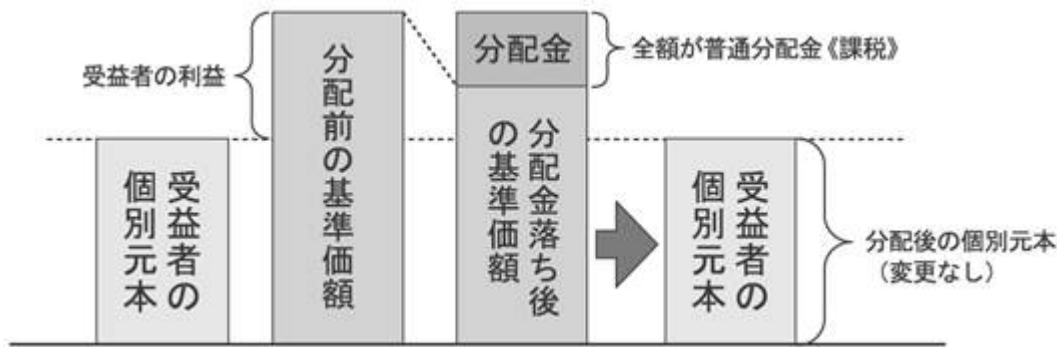 受益者の利益
分配前の基準価額
分配金
全額が普通分配金《課税》
受益者の
個別元本
分配金落ち後
の基準価額
受益者の
個別元本
分配後の個別元本
(変更なし)